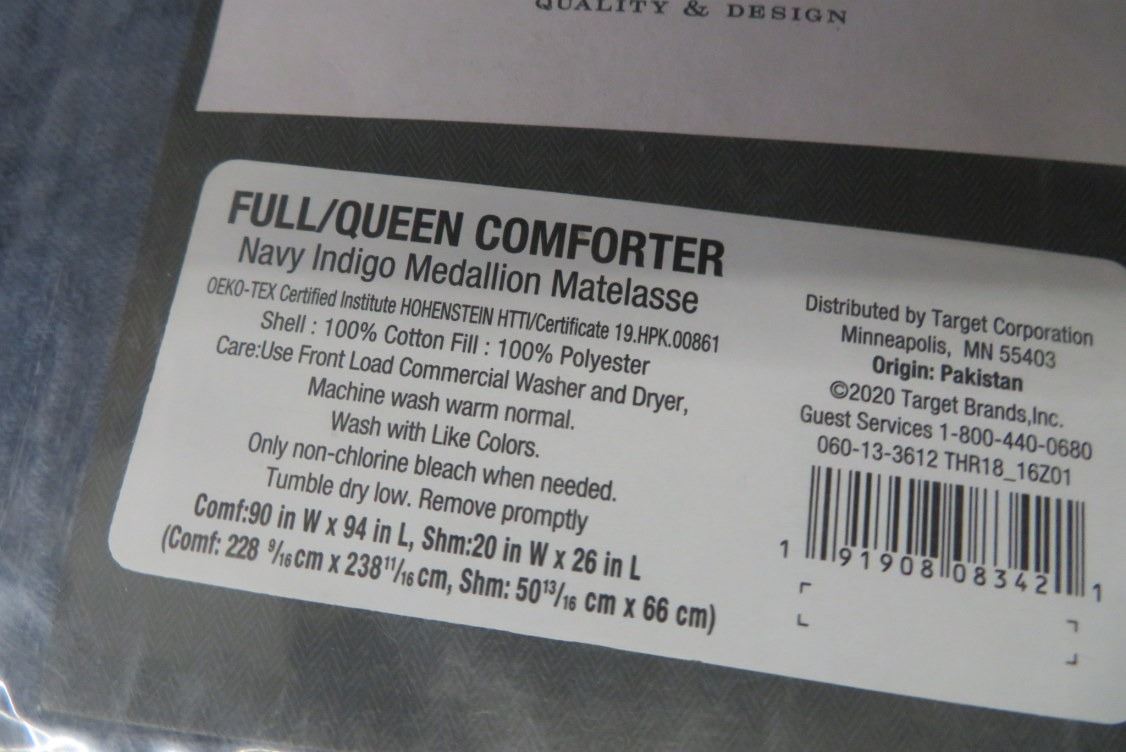 QUALITY & DESIGN
FULL/QUEEN COMFORTER
Navy Indigo Medallion Matelasse
OEKO-TEX Certified Institute HOHENSTEIN HTTI/Certificate 19.HPK.00861
Shell : 100% Cotton Fill : 100% Polyester
Care:Use Front Load Commercial Washer and Dryer,
Machine wash warm normal.
Wash with Like Colors.
Only non-chlorine bleach when needed.
Tumble dry low. Remove promptly
Comf:90 in W x 94 in L, Shm:20 in W x 26 in L
(Comf: 228 9/16cm x 238 11/16cm, Shm: 50 13/16 cm x 66 cm)
Distributed by Target Corporation
Minneapolis, MN 55403
Origin: Pakistan
©2020 Target Brands,Inc.
Guest Services 1-800-440-0680
060-13-3612 THR18_16Z01
1 91908 08342 1